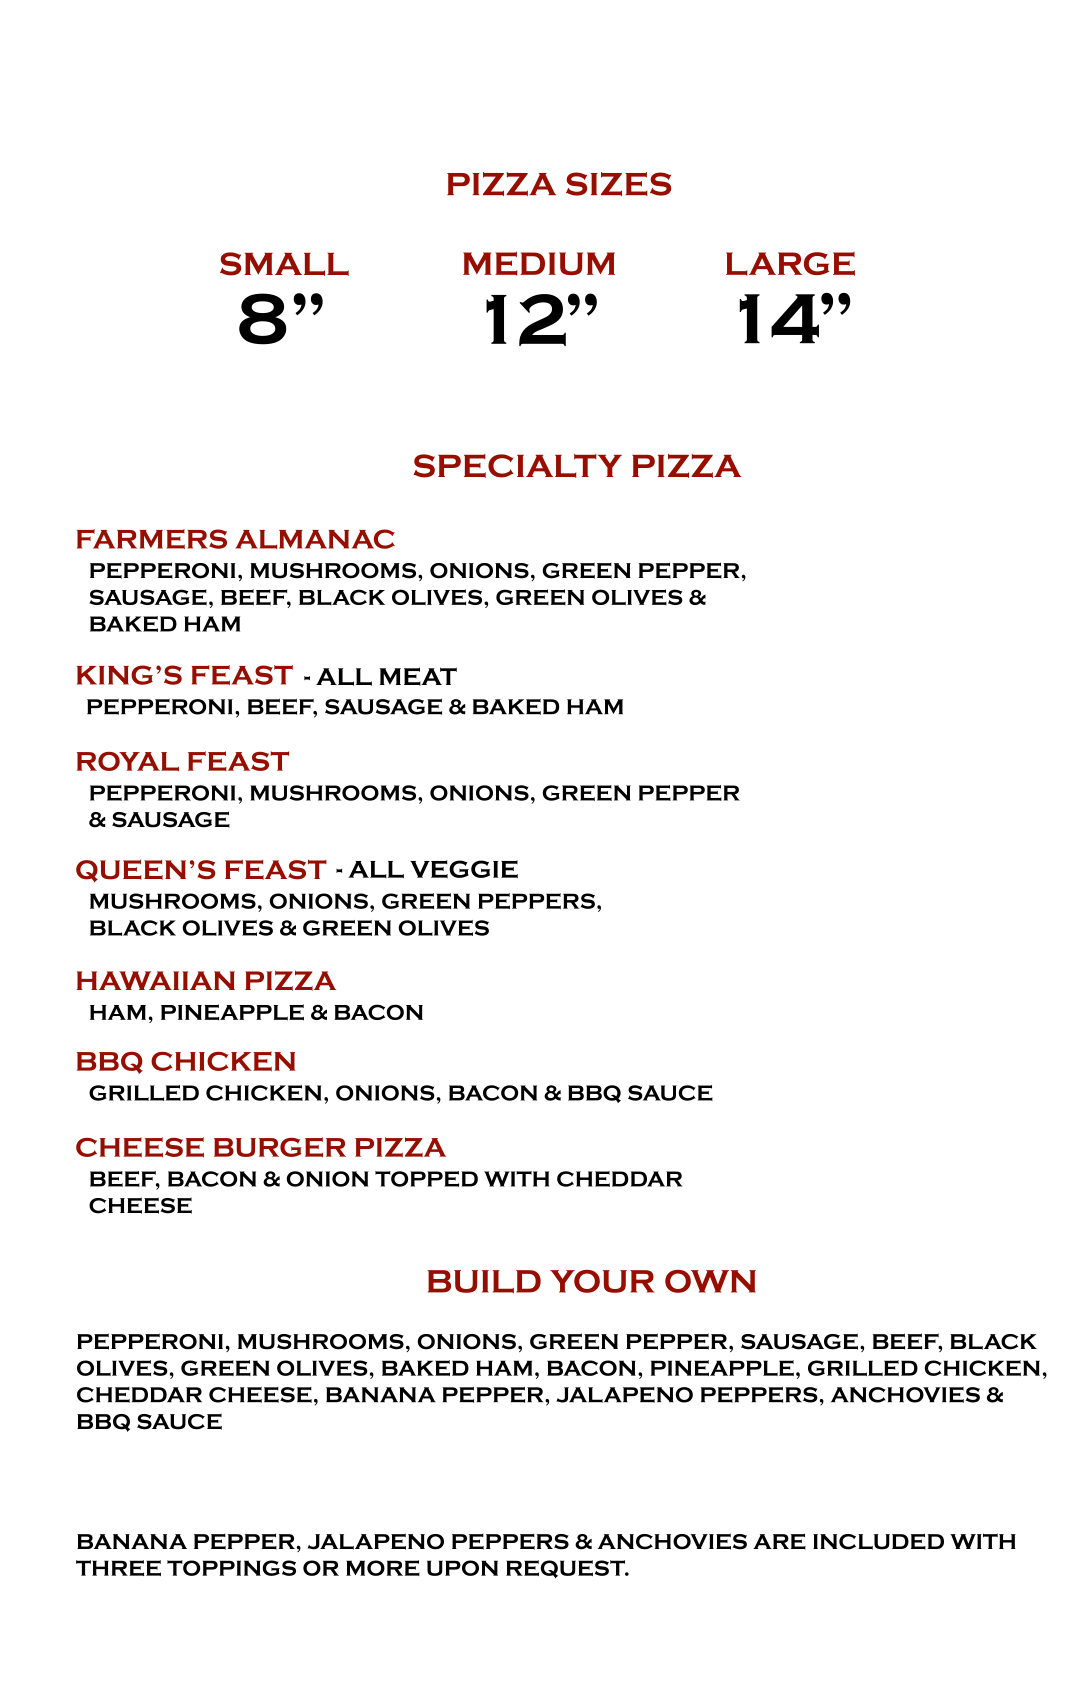 PIZZA SIZES
SMALL MEDIUM LARGE
8” 12” 14”
SPECIALTY PIZZA
FARMERS ALMANAC
PEPPERONI, MUSHROOMS, ONIONS, GREEN PEPPER,
SAUSAGE, BEEF, BLACK OLIVES, GREEN OLIVES &
BAKED HAM
KING’S FEAST - ALL MEAT
PEPPERONI, BEEF, SAUSAGE & BAKED HAM
ROYAL FEAST
PEPPERONI, MUSHROOMS, ONIONS, GREEN PEPPER
& SAUSAGE
QUEEN’S FEAST - ALL VEGGIE
MUSHROOMS, ONIONS, GREEN PEPPERS,
BLACK OLIVES & GREEN OLIVES
HAWAIIAN PIZZA
HAM, PINEAPPLE & BACON
BBQ CHICKEN
GRILLED CHICKEN, ONIONS, BACON & BBQ SAUCE
CHEESE BURGER PIZZA
BEEF, BACON & ONION TOPPED WITH CHEDDAR
CHEESE
BUILD YOUR OWN
PEPPERONI, MUSHROOMS, ONIONS, GREEN PEPPER, SAUSAGE, BEEF, BLACK
OLIVES, GREEN OLIVES, BAKED HAM, BACON, PINEAPPLE, GRILLED CHICKEN,
CHEDDAR CHEESE, BANANA PEPPER, JALAPENO PEPPERS, ANCHOVIES &
BBQ SAUCE
BANANA PEPPER, JALAPENO PEPPERS & ANCHOVIES ARE INCLUDED WITH
THREE TOPPINGS OR MORE UPON REQUEST.